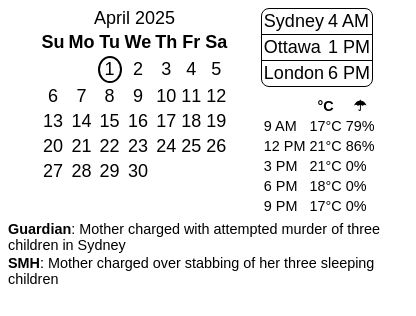 April 2025
Su Mo Tu We Th Fr Sa
1 2 3 4 5
6 7 8 9 10 11 12
13 14 15 16 17 18 19
20 21 22 23 24 25 26
27 28 29 30
Sydney 4 AM
Ottawa 1 PM
London 6 PM
°C ☂
9 AM 17°C 79%
12 PM 21°C 86%
3 PM 21°C 0%
6 PM 18°C 0%
9 PM 17°C 0%
Guardian: Mother charged with attempted murder of three
children in Sydney
SMH: Mother charged over stabbing of her three sleeping
children